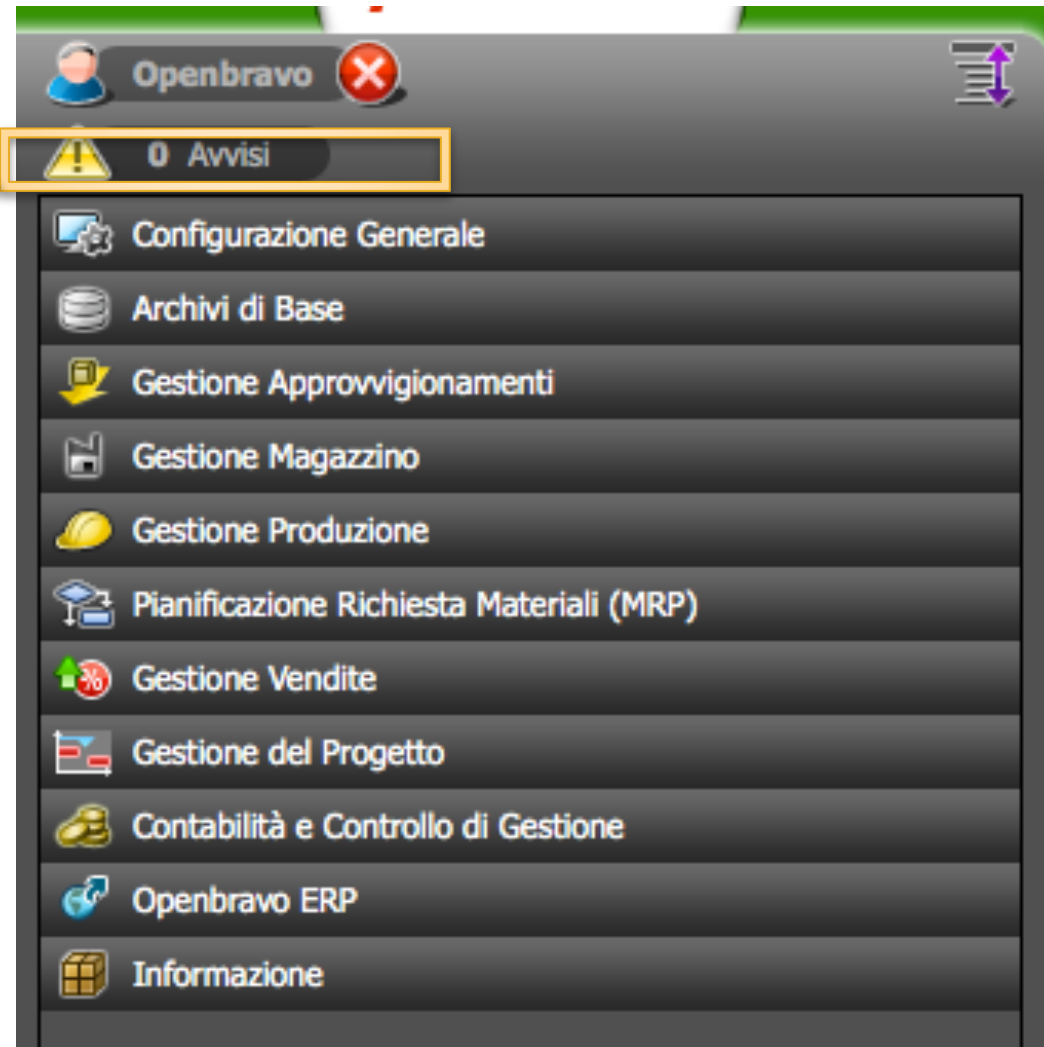 Openbravo
0 Avvisi
Configurazione Generale
Archivi di Base
Gestione Approvvigionamenti
Gestione Magazzino
Gestione Produzione
Pianificazione Richiesta Materiali (MRP)
Gestione Vendite
Gestione del Progetto
Contabilità e Controllo di Gestione
Openbravo ERP
Informazione